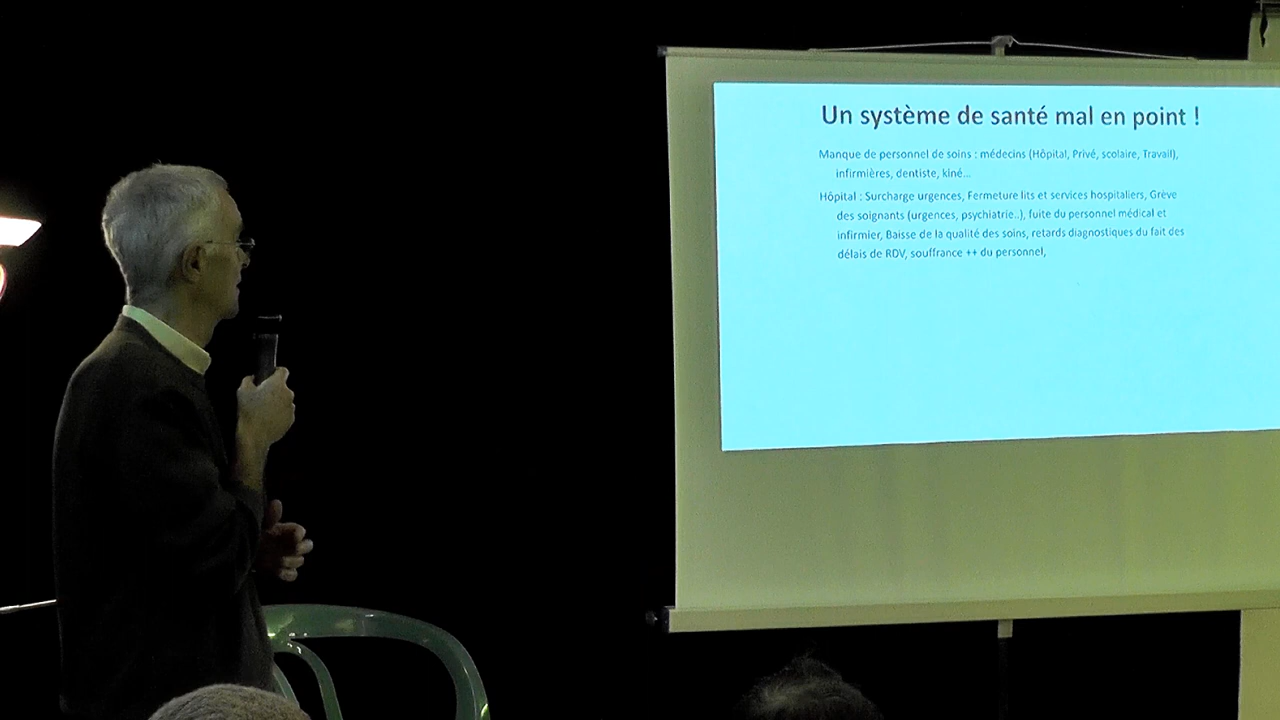 Un système de santé mal en point !
Manque de personnel de soins : médecins (Hôpital, Privé, scolaire, Travail),
infirmières, dentiste, kiné...
Hôpital : Surcharge urgences, Fermeture lits et services hospitaliers, Grève
des soignants (urgences, psychiatrie..), fuite du personnel médical et
infirmier, Baisse de la qualité des soins, retards diagnostiques du fait des
délais de RDV, souffrance ++ du personnel,